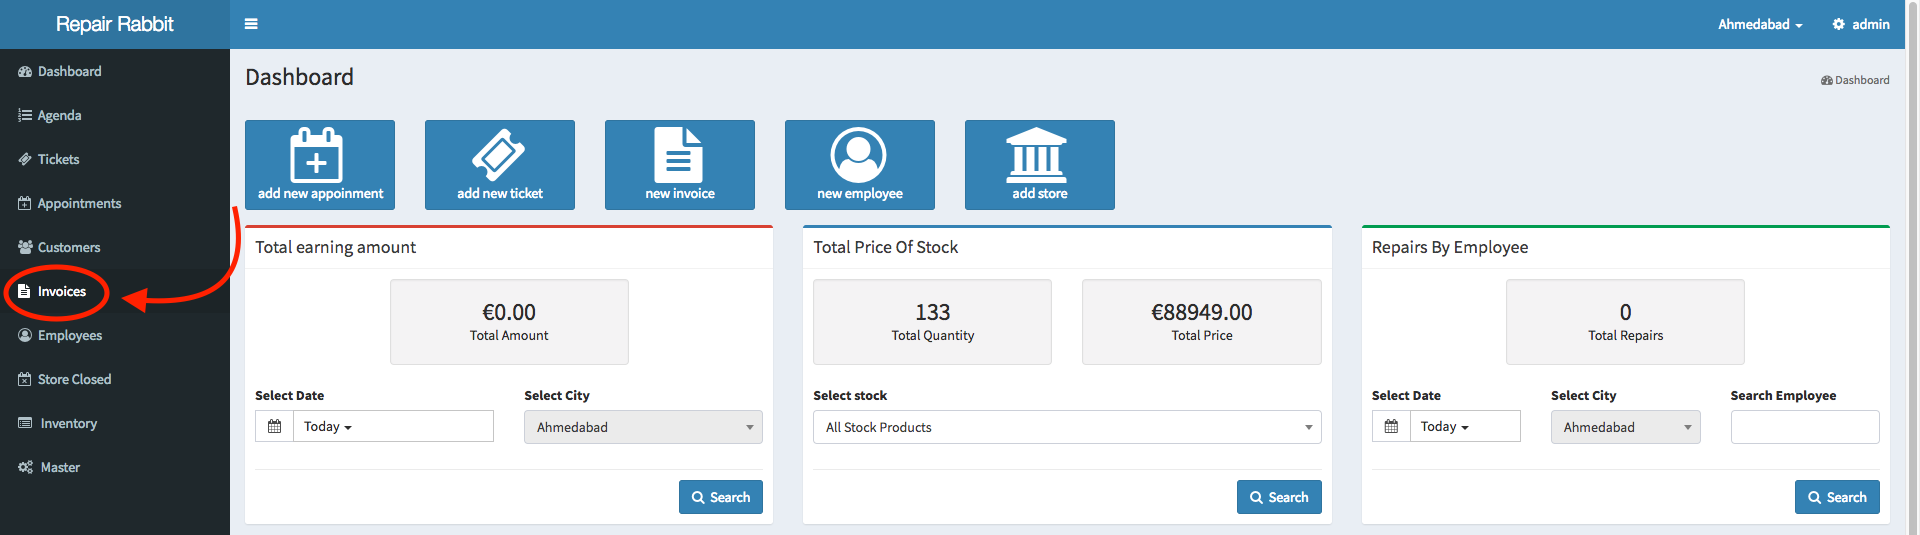 Repair Rabbit
Ahmedabad
admin
Dashboard
Agenda
Tickets
Appointments
Customers
Invoices
Employees
Store Closed
Inventory
Master
Dashboard
Dashboard
add new appoinment
add new ticket
new invoice
new employee
add store
Total earning amount
€0.00
Total Amount
Select Date
Select City
Today
Ahmedabad
Search
Total Price Of Stock
133
Total Quantity
€88949.00
Total Price
Select stock
All Stock Products
Search
Repairs By Employee
0
Total Repairs
Select Date
Select City
Search Employee
Today
Ahmedabad
Search